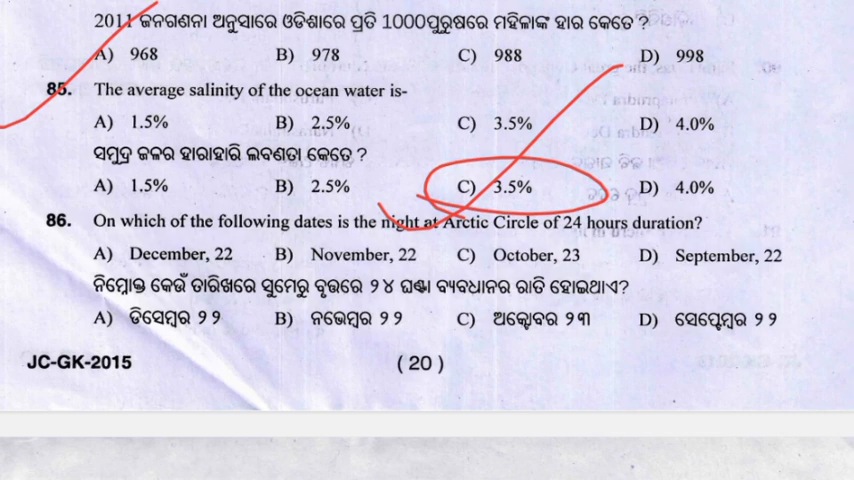 2011 ଜନଗଣନା ଅନୁସାରେ ଓଡିଶାରେ ପ୍ରତି 1000ପୁରୁଷରେ ମହିଳାଙ୍କ ହାର କେତେ ?
A) 968 B) 978 C) 988 D) 998
85. The average salinity of the ocean water is-
A) 1.5% B) 2.5% C) 3.5% D) 4.0%
ସମୁଦ୍ର ଜଳର ହାରାହାରି ଲବଣତା କେତେ ?
A) 1.5% B) 2.5% C) 3.5% D) 4.0%
86. On which of the following dates is the night at Arctic Circle of 24 hours duration?
A) December, 22 B) November, 22 C) October, 23 D) September, 22
ନିମ୍ନୋକ୍ତ କେଉଁ ତାରିଖରେ ସୁମେରୁ ବୃତ୍ତରେ ୨୪ ଘଣ୍ଟା ବ୍ୟବଧାନର ରାତି ହୋଇଥାଏ?
A) ଡିସେମ୍ବର ୨୨ B) ନଭେମ୍ବର ୨୨ C) ଅକ୍ଟୋବର ୨୩ D) ସେପ୍ଟେମ୍ବର ୨୨
JC-GK-2015 ( 20 )